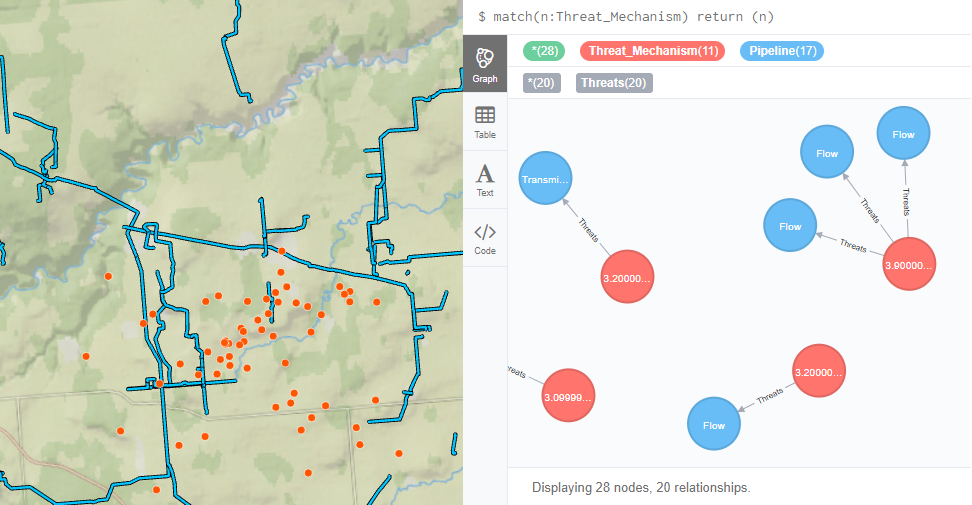 $ match(n:Threat_Mechanism) return (n)
*(28) Threat_Mechanism(11) Pipeline(17)
*(20) Threats(20)
Graph
Table
A
Text
</>
Code
Flow
Flow
Transmi...
Threats
Threats
Threats
Flow
Threats
3.90000...
3.20000...
reats
3.20000...
3.09999...
Threats
Flow
Displaying 28 nodes, 20 relationships.